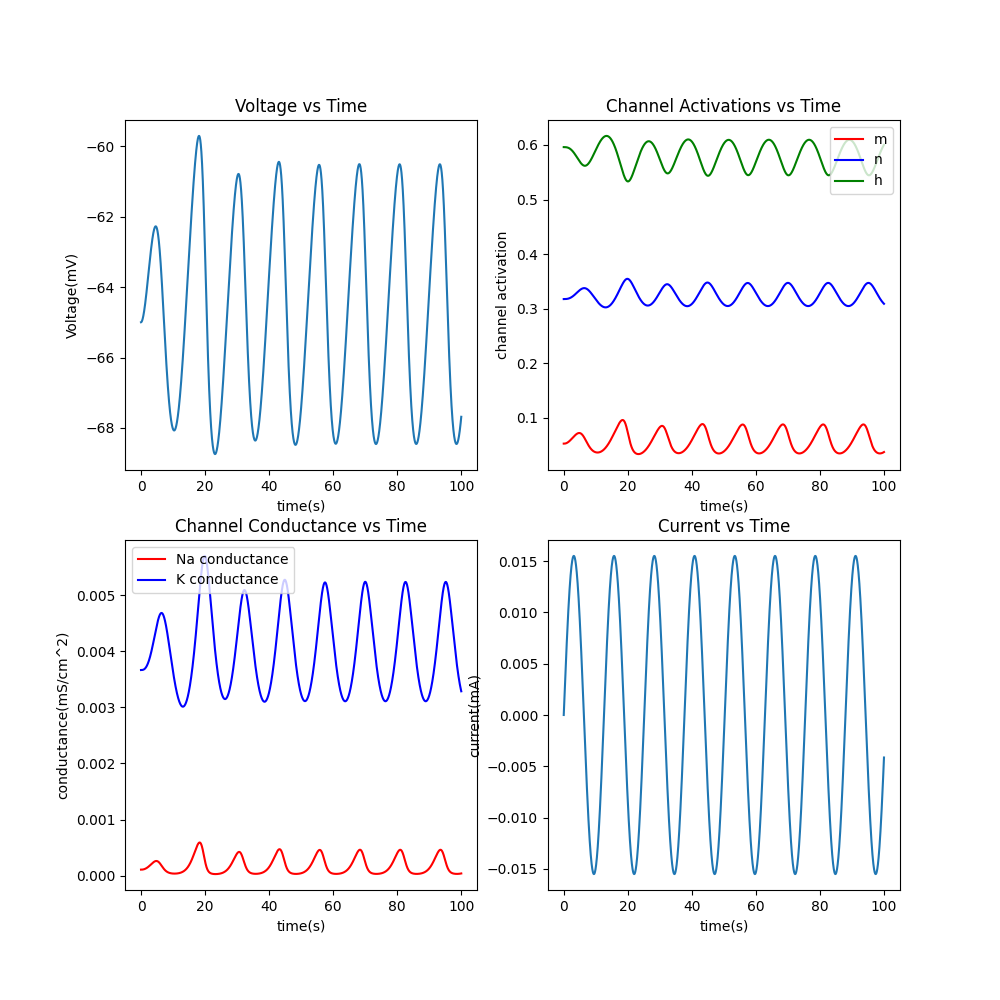 Voltage vs Time
−60
−62
−64
−66
−68
Voltage(mV)
0 20 40 60 80 100
time(s)
Channel Activations vs Time
m
n
h
0.6
0.5
0.4
0.3
0.2
0.1
channel activation
0 20 40 60 80 100
time(s)
Channel Conductance vs Time
Na conductance
K conductance
0.005
0.004
0.003
0.002
0.001
0.000
conductance(mS/cm^2)
0 20 40 60 80 100
time(s)
Current vs Time
0.015
0.010
0.005
0.000
−0.005
−0.010
−0.015
current(mA)
0 20 40 60 80 100
time(s)